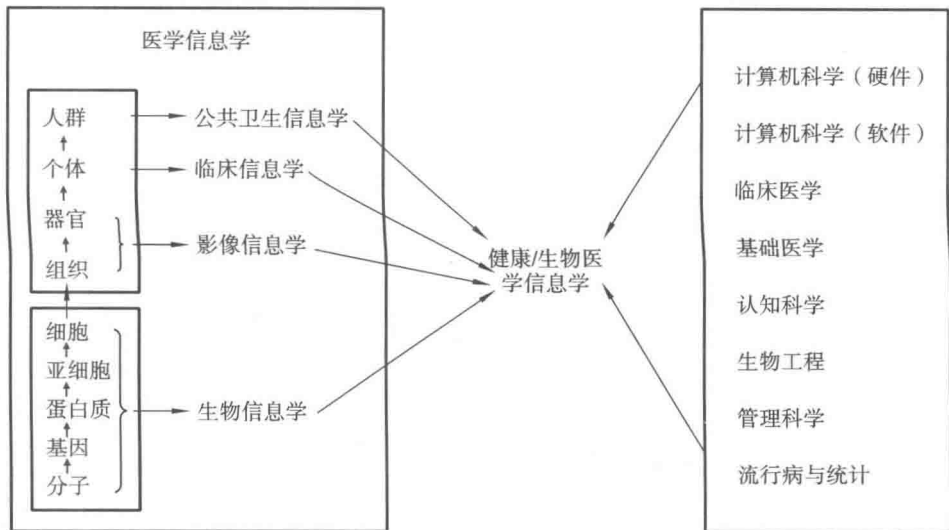 医学信息学
人群
公共卫生信息学
个体
临床信息学
器官
影像信息学
组织
细胞
亚细胞
蛋白质
生物信息学
基因
分子
健康/生物医
学信息学
计算机科学（硬件）
计算机科学（软件）
临床医学
基础医学
认知科学
生物工程
管理科学
流行病与统计